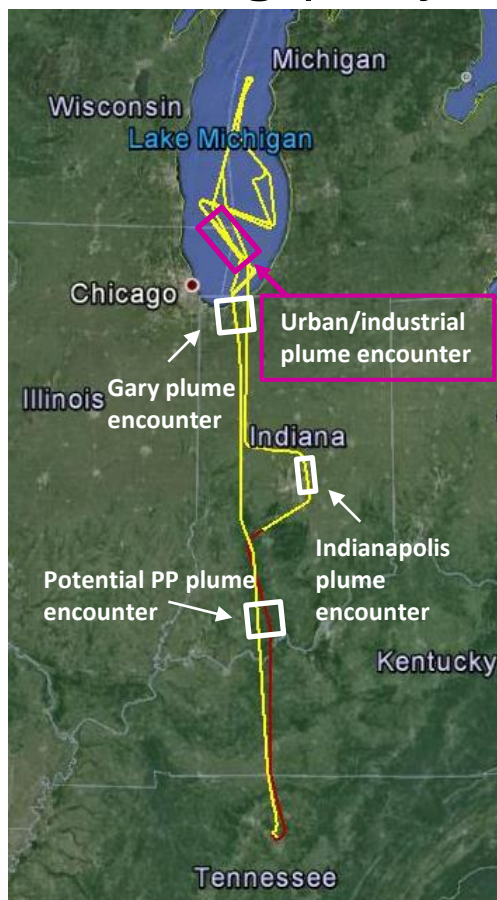 Michigan
Wisconsin
Lake Michigan
Chicago
Urban/industrial
plume encounter
Gary plume
encounter
Illinois
Indiana
Indianapolis
plume
encounter
Potential PP plume
encounter
Kentucky
Tennessee